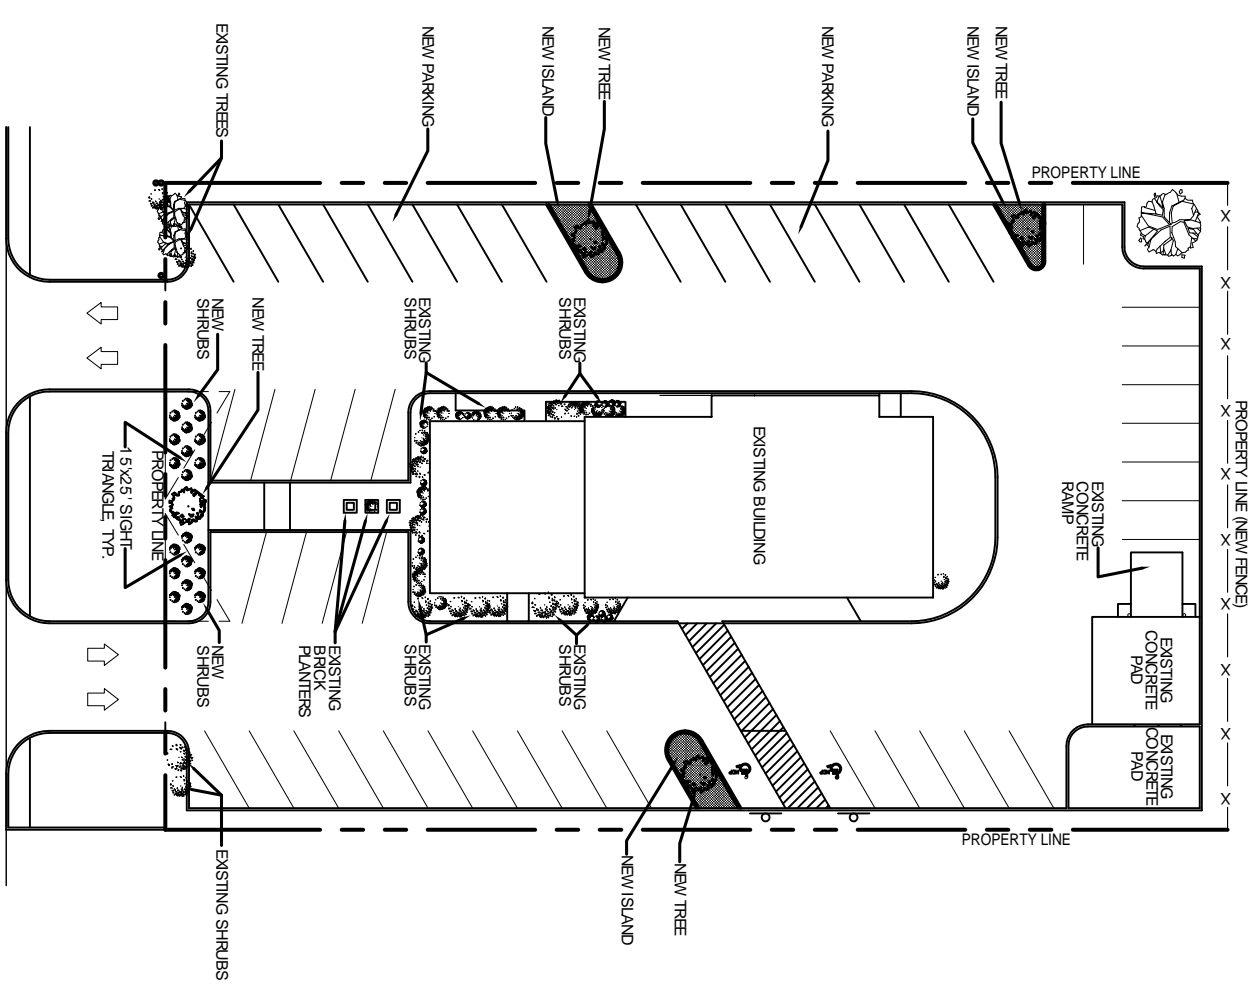 EXISTING TREES
NEW PARKING
NEW ISLAND
NEW TREE
NEW PARKING
NEW ISLAND
NEW TREE
PROPERTY LINE
X
X
X
X
X
X
X
X
X
X
PROPERTY LINE (NEW FENCE)
NEW
SHRUBS
NEW TREE
EXISTING
SHRUBS
EXISTING
SHRUBS
EXISTING BUILDING
EXISTING
CONCRETE
RAMP
PROPERTY LINE
15'X25' SIGHT
TRIANGLE, TYP.
NEW
SHRUBS
EXISTING
BRICK
PLANTERS
EXISTING
SHRUBS
EXISTING
SHRUBS
EXISTING
CONCRETE
PAD
EXISTING
CONCRETE
PAD
PROPERTY LINE
EXISTING SHRUBS
NEW ISLAND
NEW TREE